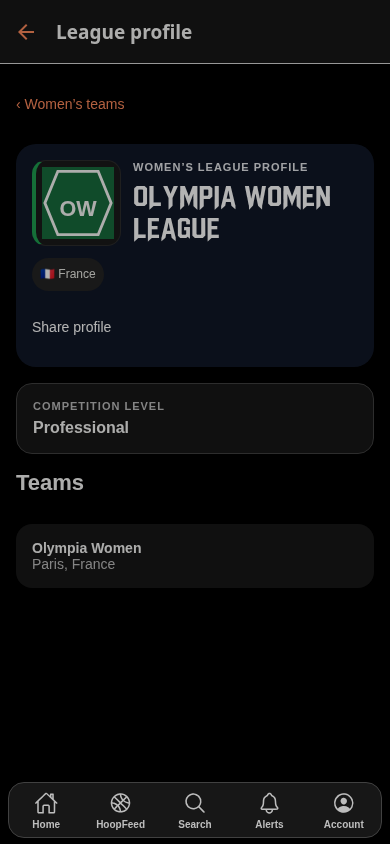 League profile
‹ Women's teams
OW
WOMEN'S LEAGUE PROFILE
OLYMPIA WOMEN
LEAGUE
🇫🇷 France
Share profile
COMPETITION LEVEL
Professional
Teams
Olympia Women
Paris, France
Home
HoopFeed
Search
Alerts
Account